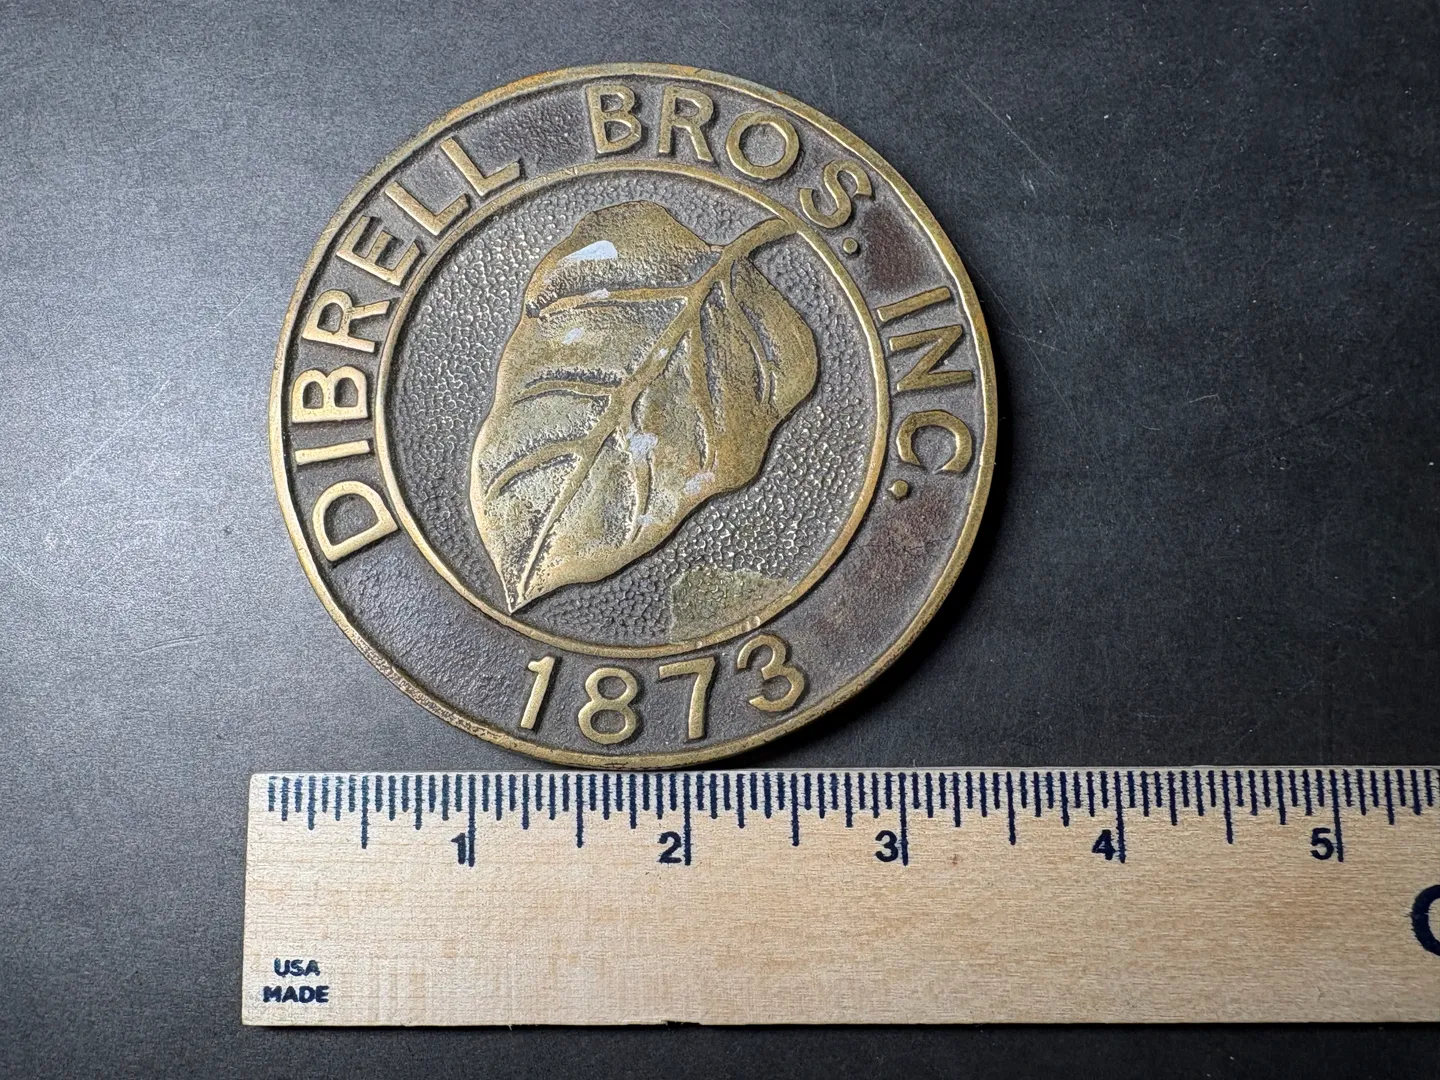 DIBRELL BROS. INC.
1873
1 2 3 4 5
USA
MADE